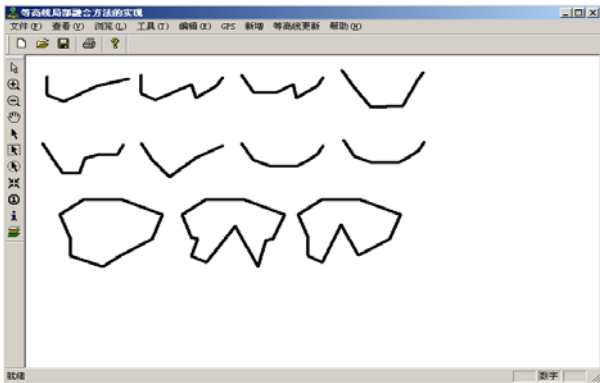 等高线局部融合方法的实现
文件(F) 查看(V) 浏览(L) 工具(T) 编辑(E) GPS 新增 等高线更新 帮助(H)
就绪
数字